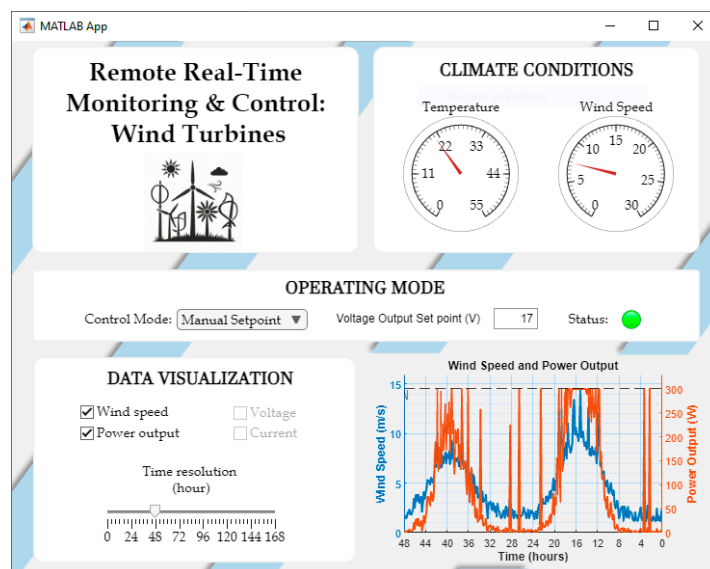 MATLAB App
Remote Real-Time
Monitoring & Control:
Wind Turbines
CLIMATE CONDITIONS
Temperature
0 11 22 33 44 55
Wind Speed
0 5 10 15 20 25 30
OPERATING MODE
Control Mode: Manual Setpoint
Voltage Output Set point (V) 17
Status:
DATA VISUALIZATION
Wind speed
Voltage
Power output
Current
Time resolution
(hour)
0 24 48 72 96 120 144 168
Wind Speed and Power Output
Wind Speed (m/s)
15
10
5
0
Power Output (W)
300
250
200
150
100
50
0
48 44 40 36 32 28 24 20 16 12 8 4 0
Time (hours)